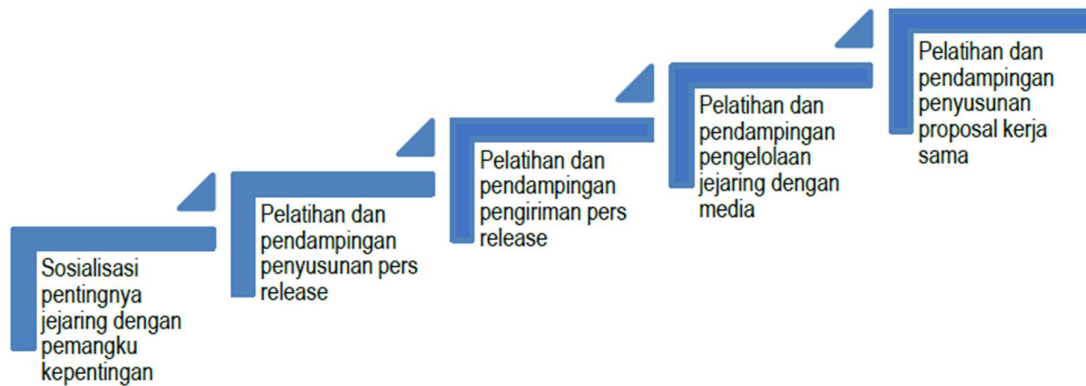 Sosialisasi
pentingnya
jejaring dengan
pemangku
kepentingan
Pelatihan dan
pendampingan
penyusunan pers
release
Pelatihan dan
pendampingan
pengiriman pers
release
Pelatihan dan
pendampingan
pengelolaan
jejaring dengan
media
Pelatihan dan
pendampingan
penyusunan
proposal kerja
sama